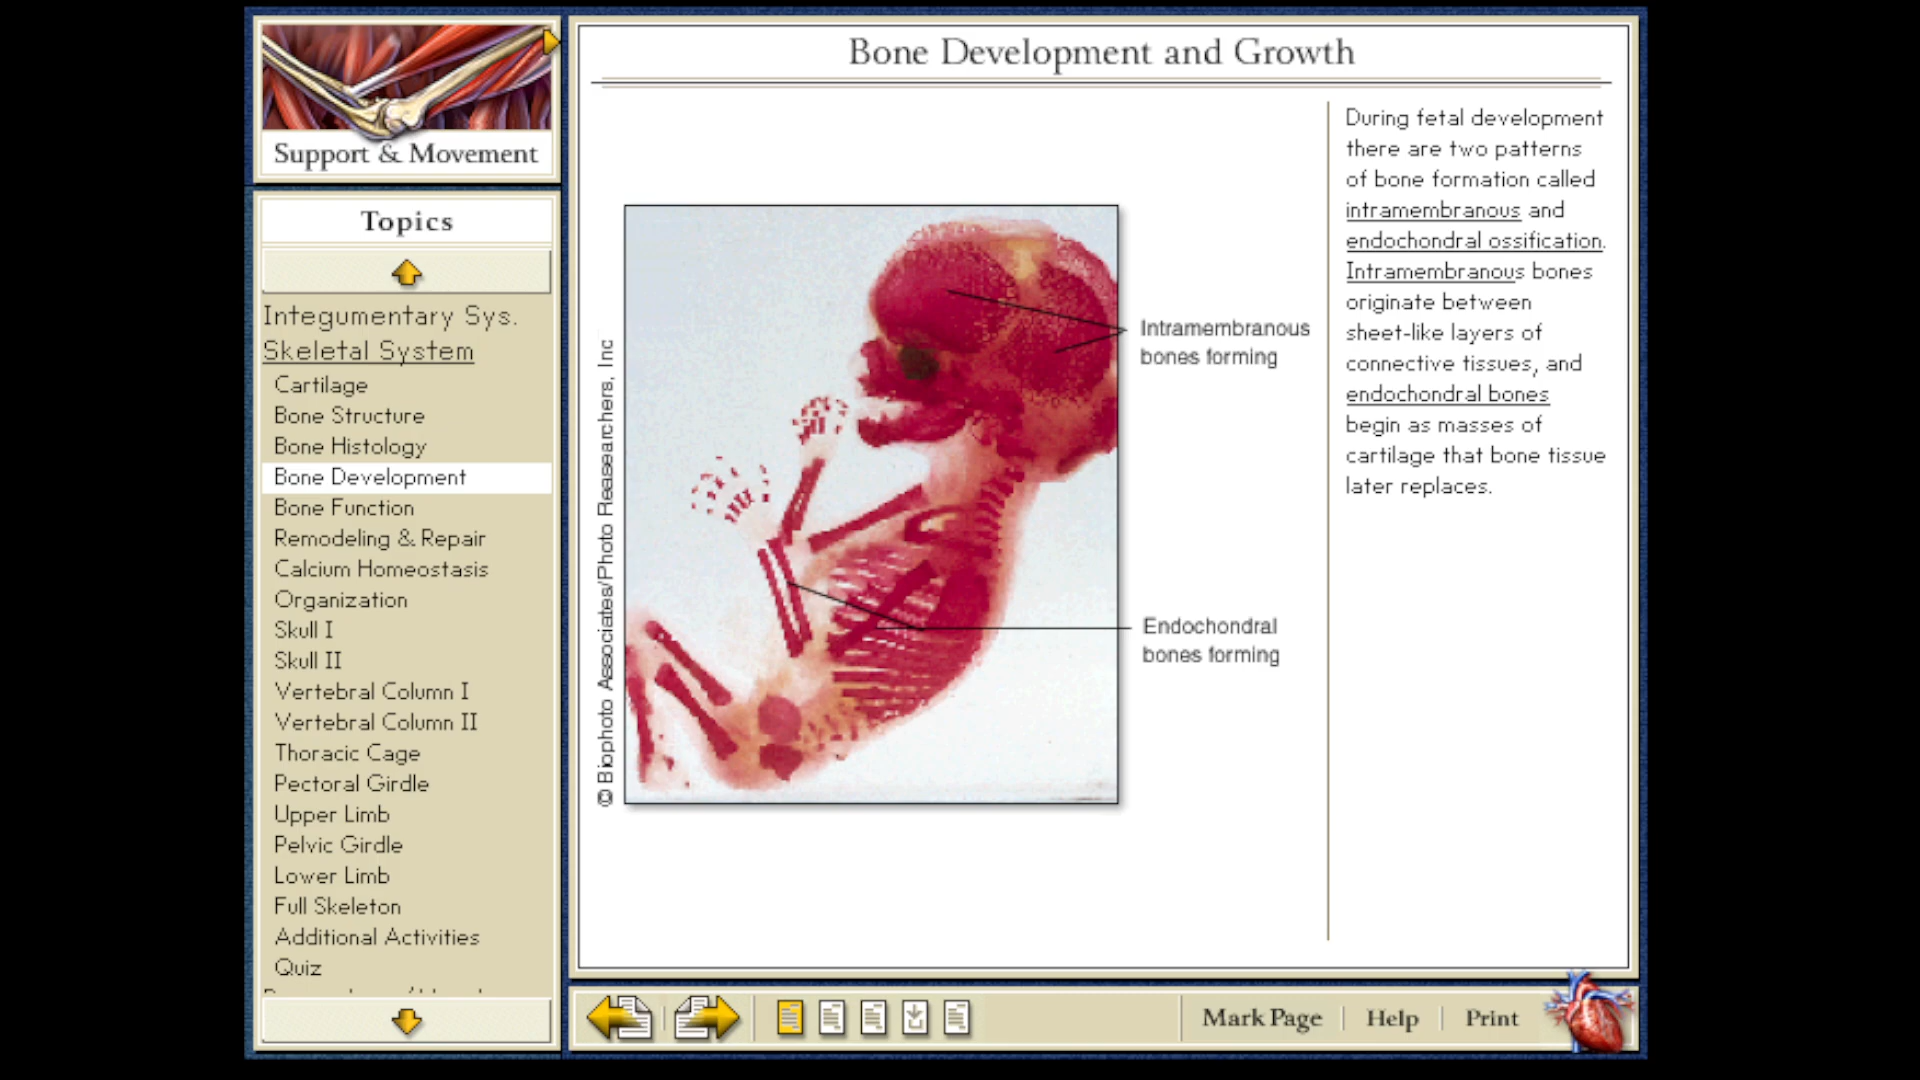 Support & Movement
Topics
Integumentary Sys.
Skeletal System
Cartilage
Bone Structure
Bone Histology
Bone Development
Bone Function
Remodeling & Repair
Calcium Homeostasis
Organization
Skull I
Skull II
Vertebral Column I
Vertebral Column II
Thoracic Cage
Pectoral Girdle
Upper Limb
Pelvic Girdle
Lower Limb
Full Skeleton
Additional Activities
Quiz
Bone Development and Growth
© Biophoto Associates/Photo Reasearchers, Inc
Intramembranous
bones forming
Endochondral
bones forming
During fetal development
there are two patterns
of bone formation called
intramembranous and
endochondral ossification.
Intramembranous bones
originate between
sheet-like layers of
connective tissues, and
endochondral bones
begin as masses of
cartilage that bone tissue
later replaces.
Mark Page
Help
Print